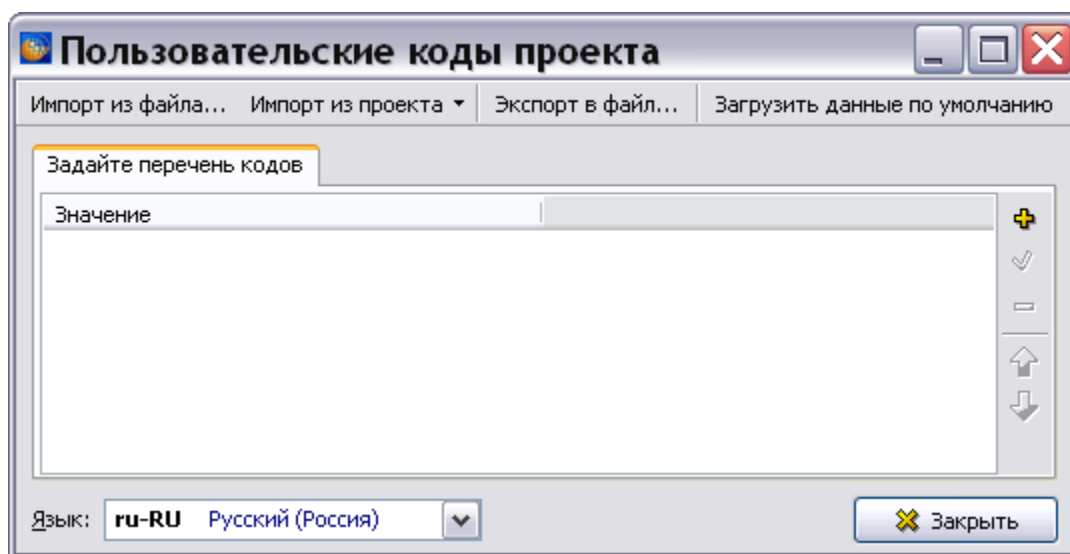 Пользовательские коды проекта
Импорт из файла... Импорт из проекта Экспорт в файл... Загрузить данные по умолчанию
Задайте перечень кодов
Значение
Язык: ru-RU Русский (Россия) Закрыть